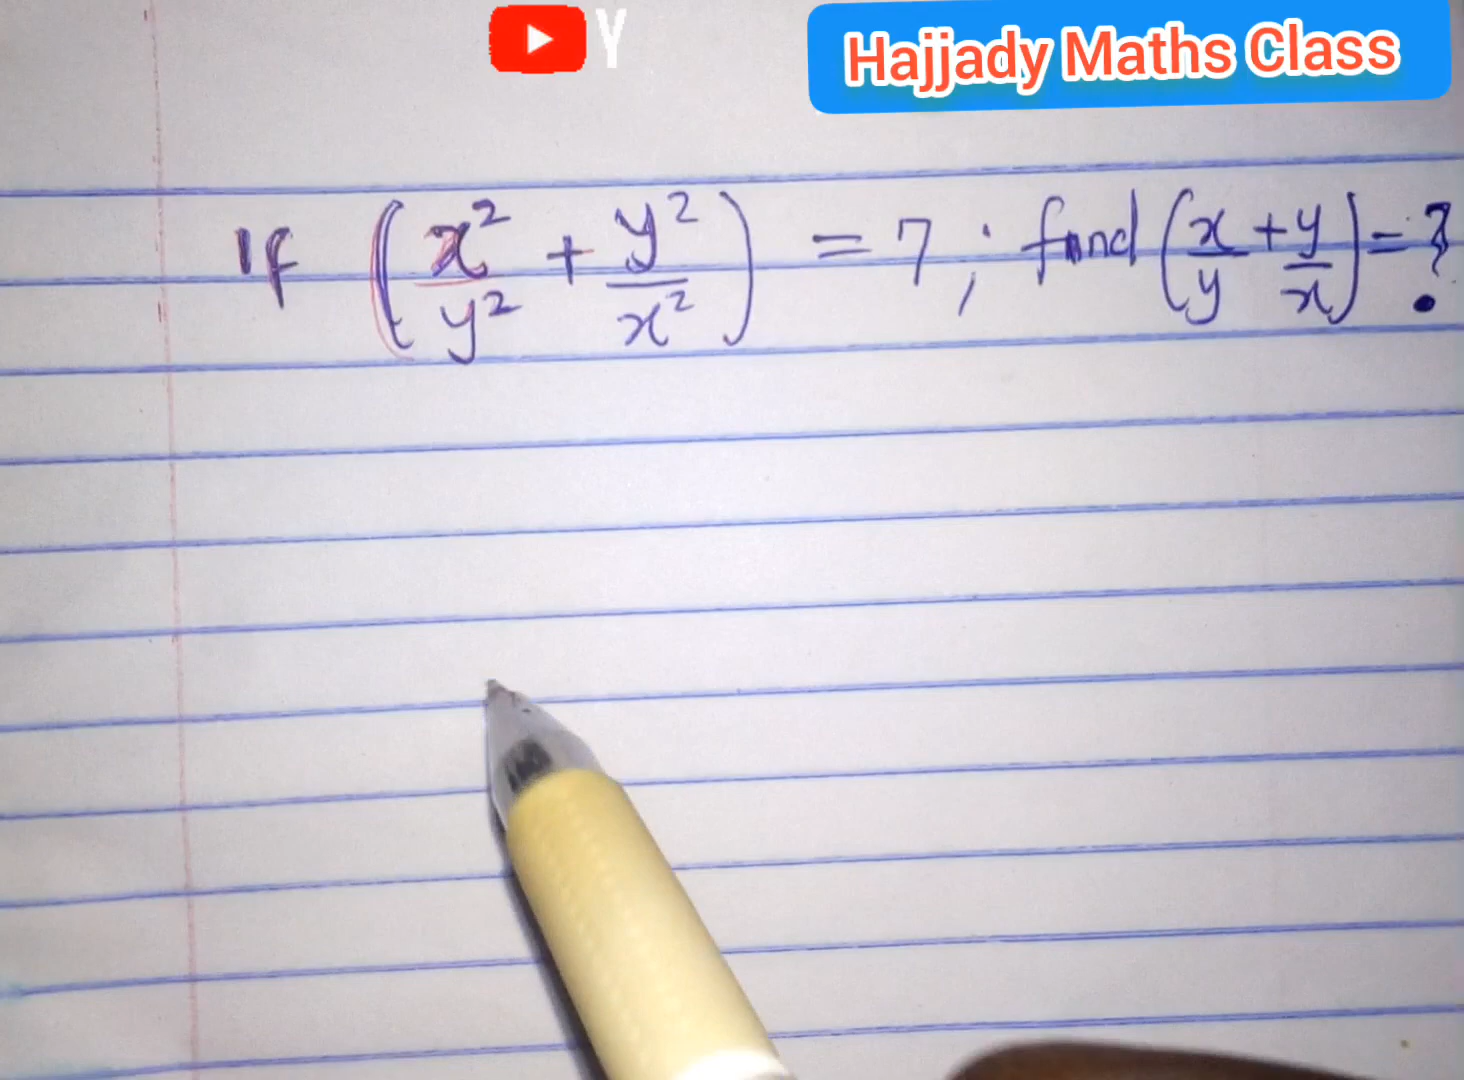 Y
Hajjady Maths Class
If (x²/y² + y²/x²) = 7 ; find (x/y + y/x) = ?